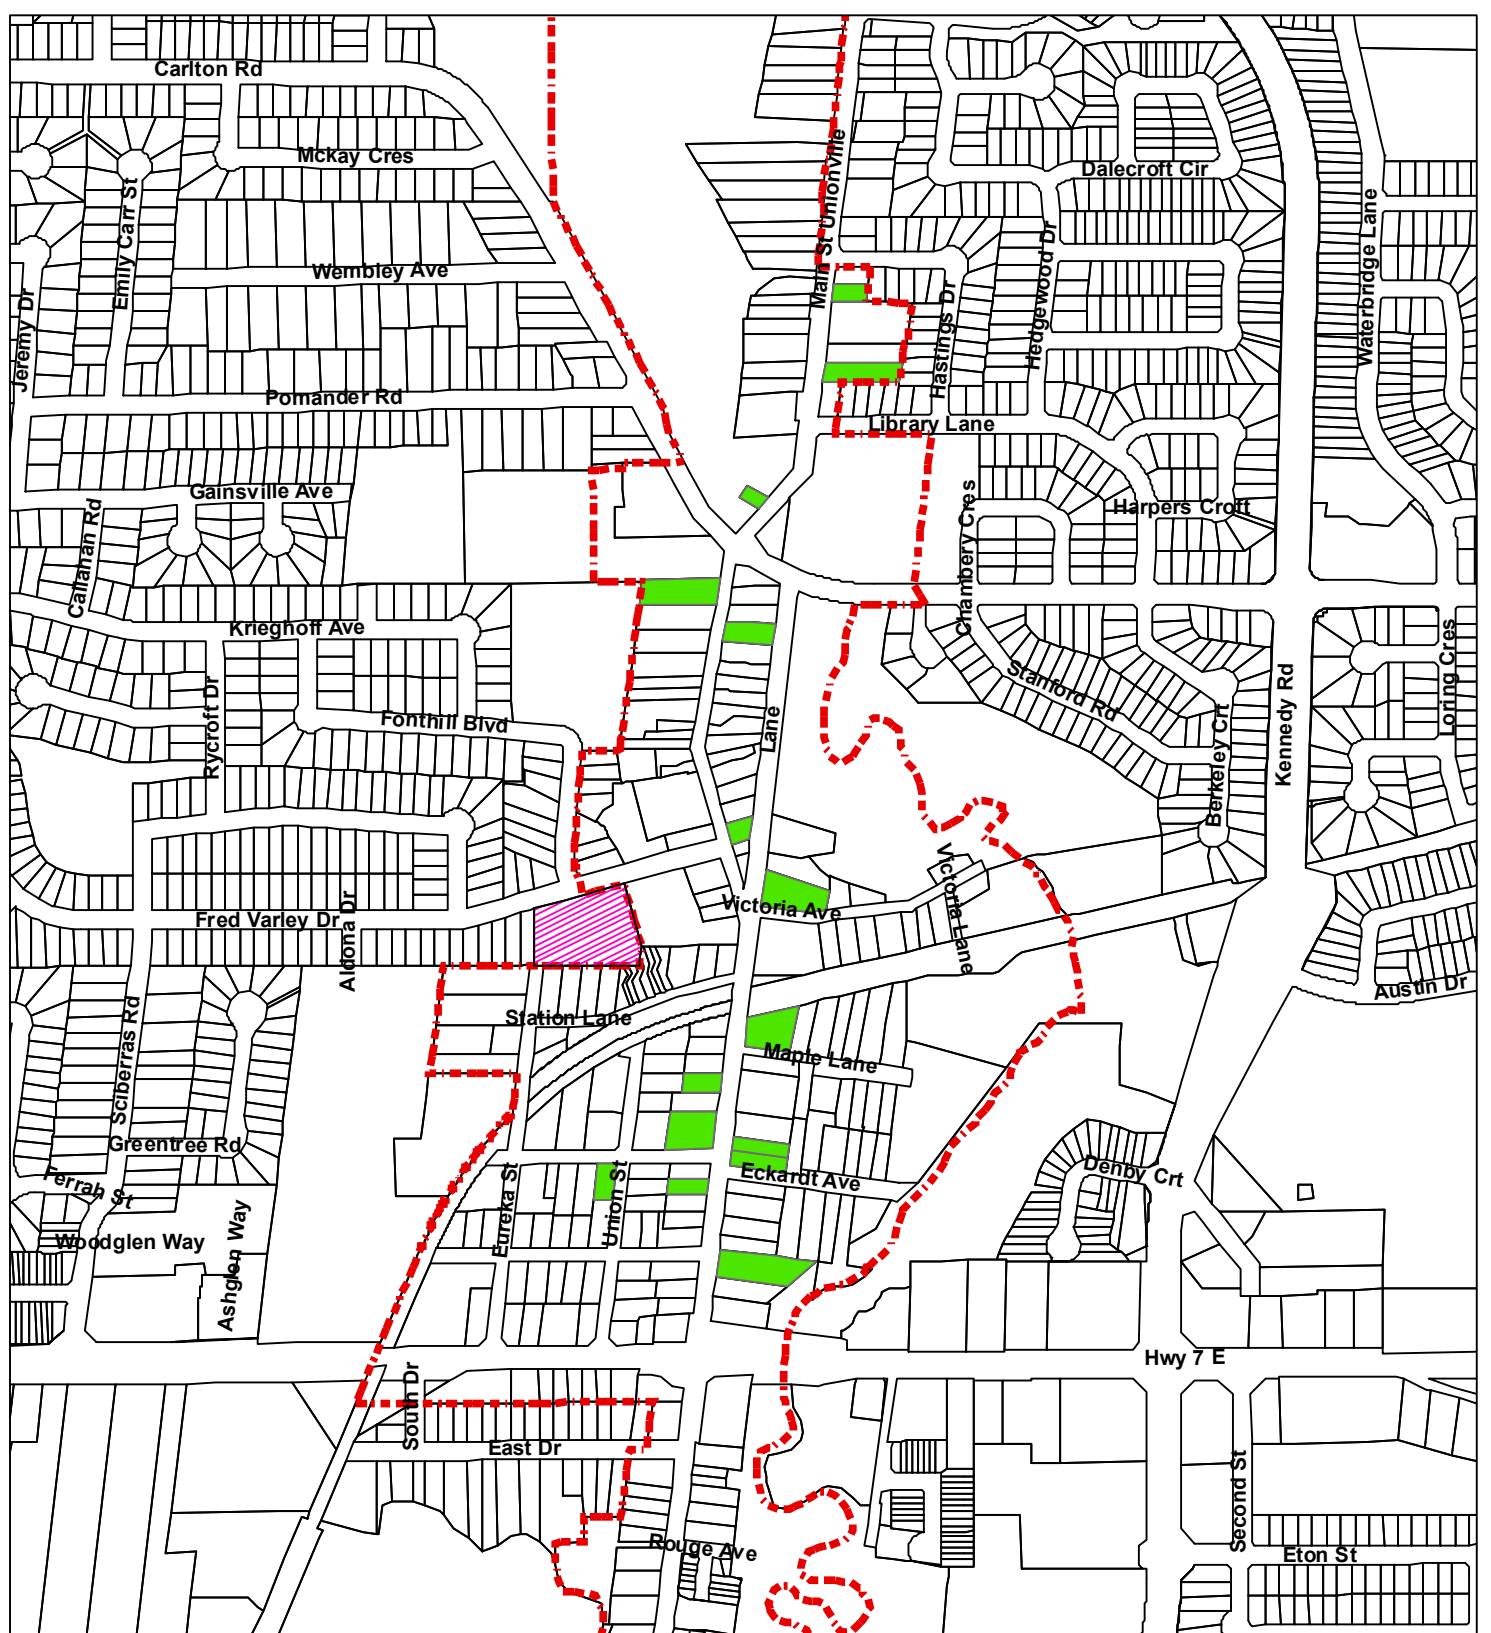 Carlton Rd
Mckay Cres
Main St Unionville
Dalecroft Cir
Emily Carr St
Wembley Ave
Waterbridge Lane
Hedgewood Dr
Hastings Dr
Jeremy Dr
Pomander Rd
Library Lane
Gainsville Ave
Harpers Croft
Callahan Rd
Chambery Cres
Krieghoff Ave
Loring Cres
Stanford Rd
Kennedy Rd
Rycroft Dr
Fonthill Blvd
Lane
Berkeley Crt
Victoria Ave
Victoria Lane
Fred Varley Dr
Aldona Dr
Austin Dr
Station Lane
Sciberras Rd
Maple Lane
Greentree Rd
Ferrah St
Eckardt Ave
Denby Crt
Eureka St
Union St
Woodglen Way
Ashglen Way
Hwy 7 E
South Dr
East Dr
Second St
Rouge Ave
Eton St